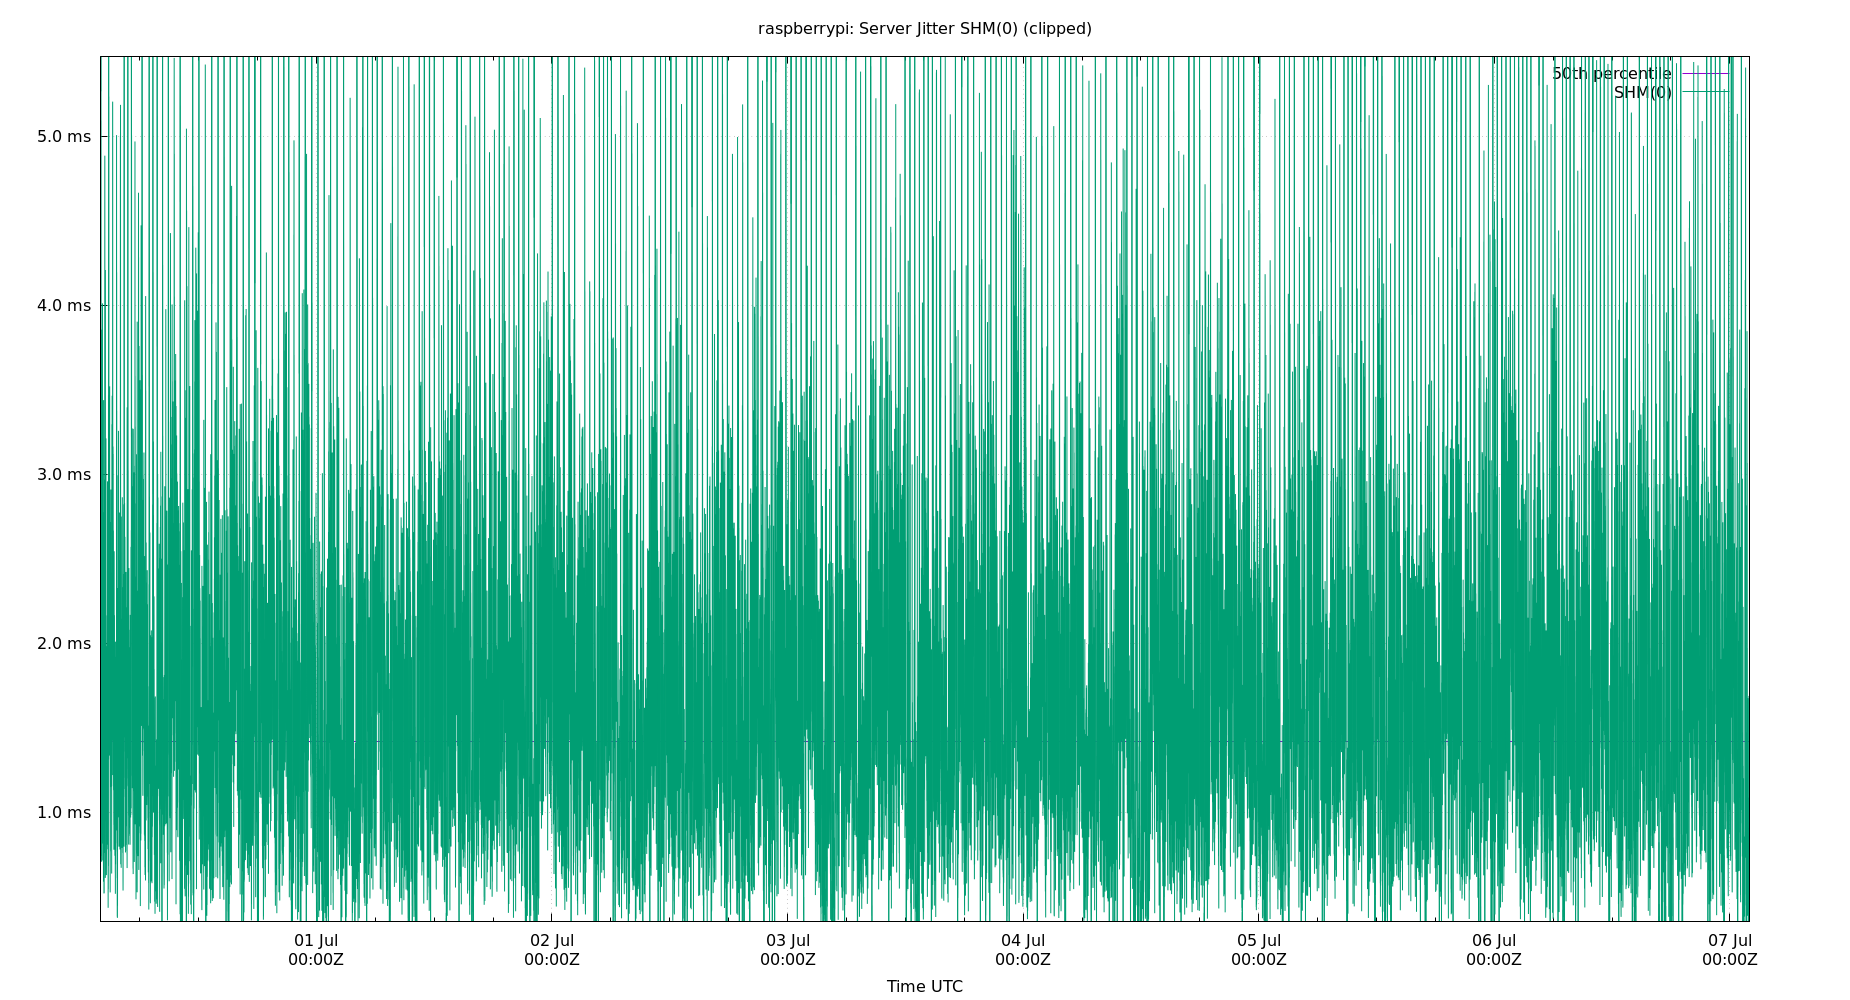 raspberrypi: Server Jitter SHM(0) (clipped)
50th percentile
SHM(0)
5.0 ms
4.0 ms
3.0 ms
2.0 ms
1.0 ms
01 Jul 02 Jul 03 Jul 04 Jul 05 Jul 06 Jul 07 Jul
00:00Z 00:00Z 00:00Z 00:00Z 00:00Z 00:00Z 00:00Z
Time UTC